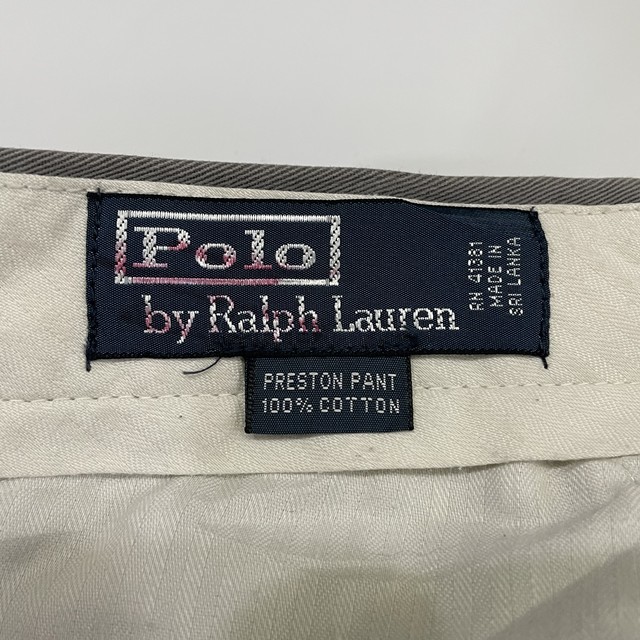 Polo
by Ralph Lauren
RN 41381
MADE IN
SRI LANKA
PRESTON PANT
100% COTTON